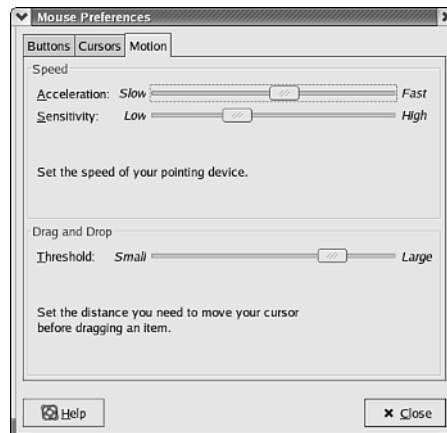 Mouse Preferences
Buttons Cursors Motion
Speed
Acceleration: Slow Fast
Sensitivity: Low High
Set the speed of your pointing device.
Drag and Drop
Threshold: Small Large
Set the distance you need to move your cursor
before dragging an item.
Help Close